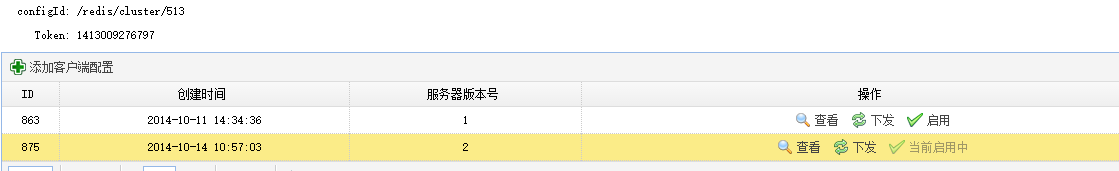 configId: /redis/cluster/513
Token: 1413009276797
添加客户端配置
ID 创建时间 服务器版本号 操作
863 2014-10-11 14:34:36 1 查看 下发 启用
875 2014-10-14 10:57:03 2 查看 下发 当前启用中